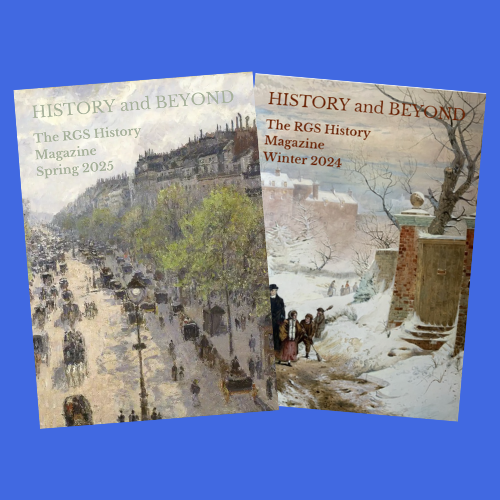 HISTORY and BEYOND
The RGS History
Magazine
Spring 2025
HISTORY and BEYOND
The RGS History
Magazine
Winter 2024